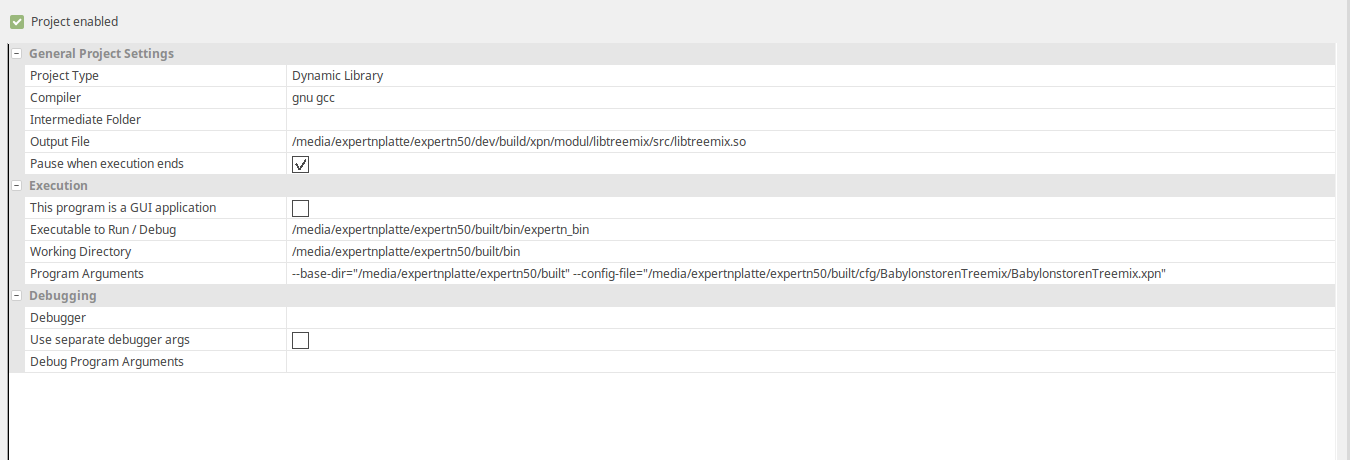 Project enabled
General Project Settings
Project Type Dynamic Library
Compiler gnu gcc
Intermediate Folder
Output File /media/expertnplatte/expertn50/dev/build/xpn/modul/libtreemix/src/libtreemix.so
Pause when execution ends
Execution
This program is a GUI application
Executable to Run / Debug /media/expertnplatte/expertn50/built/bin/expertn_bin
Working Directory /media/expertnplatte/expertn50/built/bin
Program Arguments --base-dir="/media/expertnplatte/expertn50/built" --config-file="/media/expertnplatte/expertn50/built/cfg/BabylonstorenTreemix/BabylonstorenTreemix.xpn"
Debugging
Debugger
Use separate debugger args
Debug Program Arguments